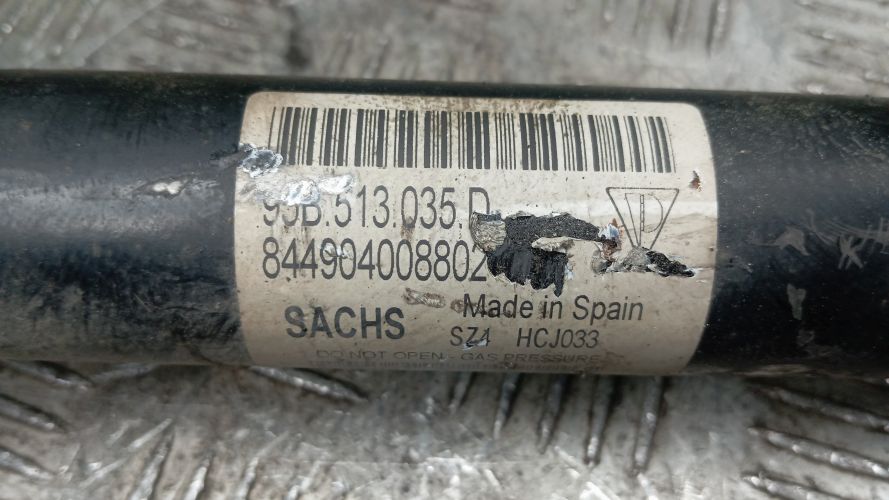 95B.513.035.D
844904008802
SACHS
Made in Spain
SZ1 HCJ033
DO NOT OPEN - GAS PRESSURE